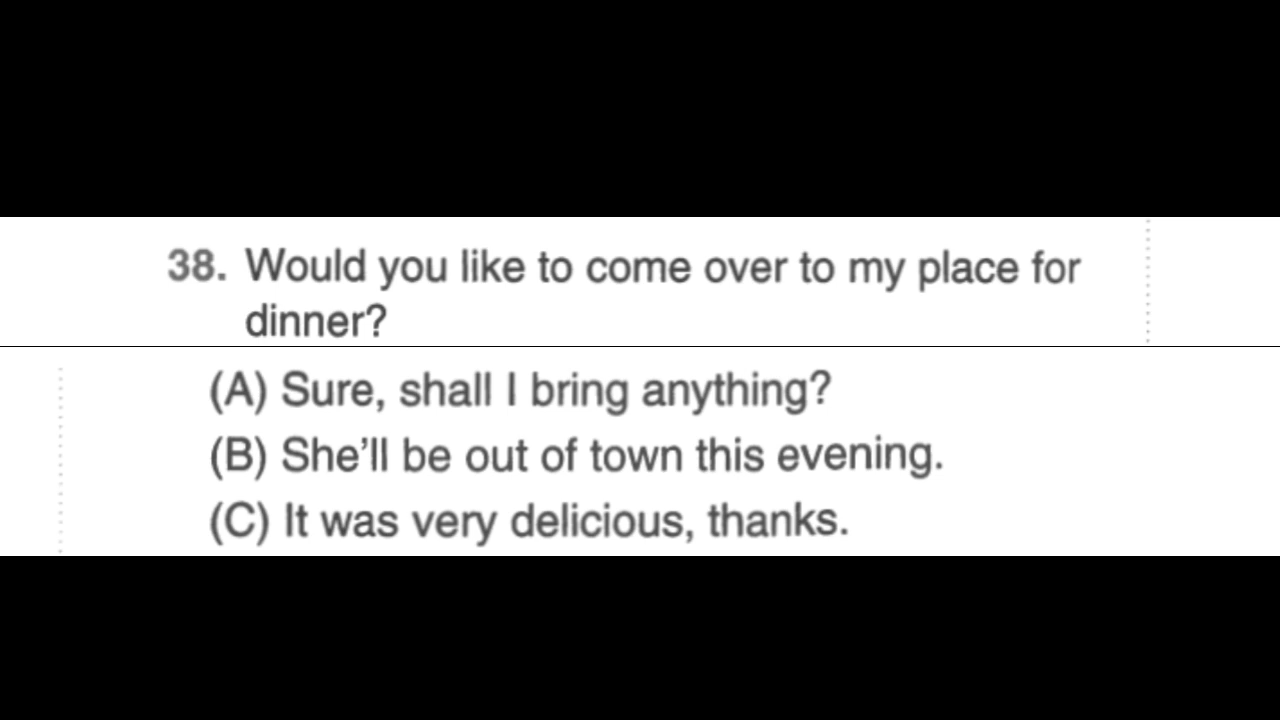 38. Would you like to come over to my place for
dinner?
(A) Sure, shall I bring anything?
(B) She'll be out of town this evening.
(C) It was very delicious, thanks.